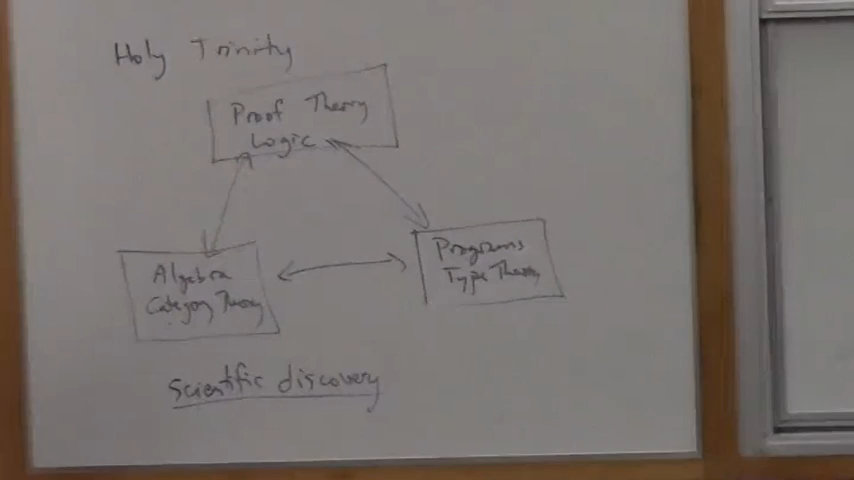 Holy Trinity
Proof Theory
Logic
Algebra
Category Theory
Programs
Type Theory
Scientific discovery